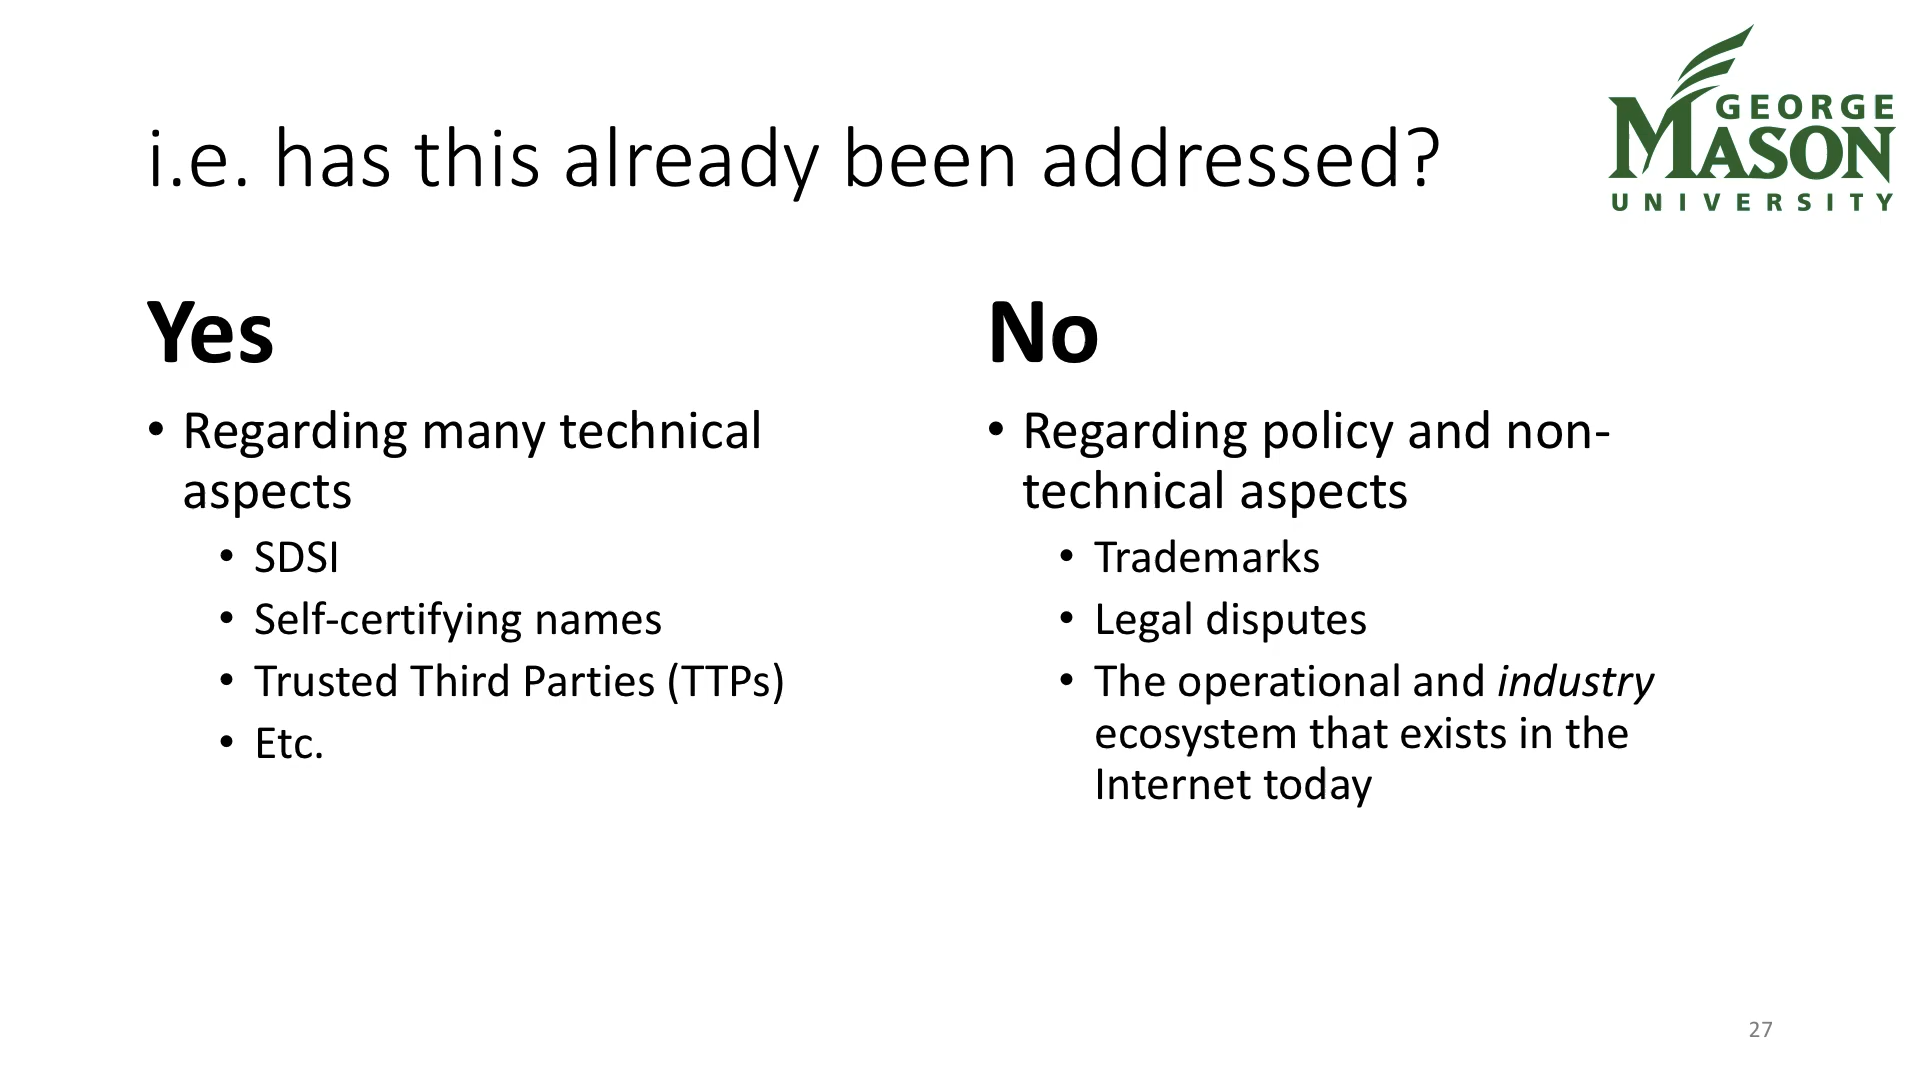 GEORGE
MASON
UNIVERSITY
i.e. has this already been addressed?
Yes
• Regarding many technical
aspects
• SDSI
• Self-certifying names
• Trusted Third Parties (TTPs)
• Etc.
No
• Regarding policy and non-
technical aspects
• Trademarks
• Legal disputes
• The operational and industry
ecosystem that exists in the
Internet today
27